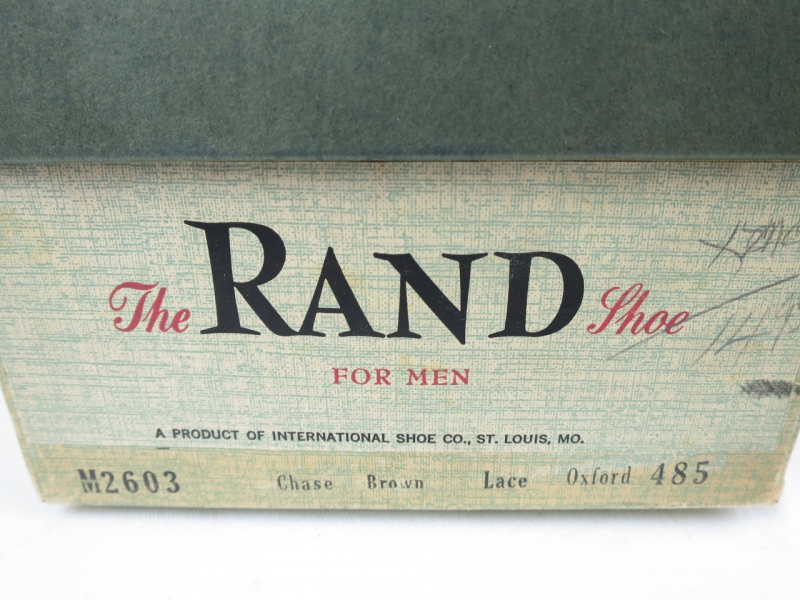 The RAND Shoe
FOR MEN
A PRODUCT OF INTERNATIONAL SHOE CO., ST. LOUIS, MO.
M2603 Chase Brown Lace Oxford 485